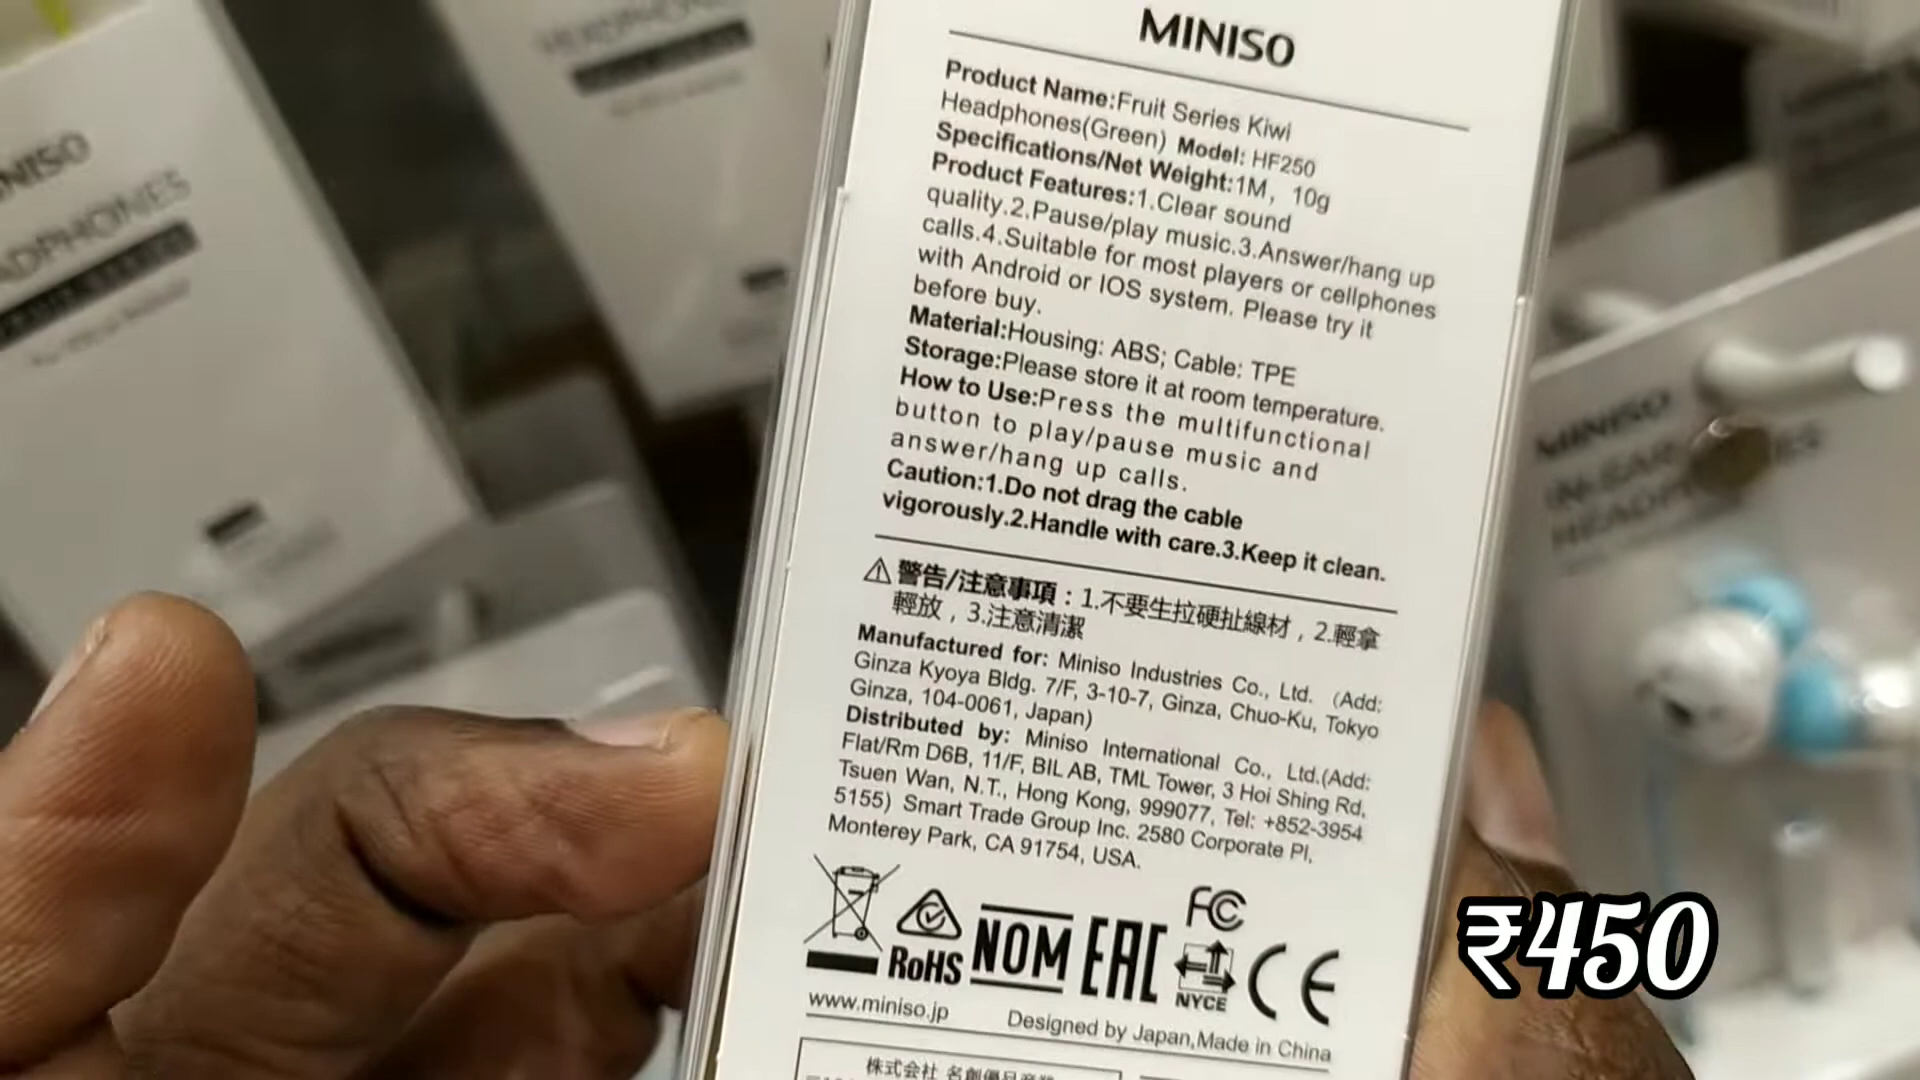 MINISO
Product Name:Fruit Series Kiwi
Headphones(Green) Model: HF250
Specifications/Net Weight:1M, 10g
Product Features:1.Clear sound
quality.2.Pause/play music.3.Answer/hang up
calls.4.Suitable for most players or cellphones
with Android or IOS system. Please try it
before buy.
Material:Housing: ABS; Cable: TPE
Storage:Please store it at room temperature.
How to Use:Press the multifunctional
button to play/pause music and
answer/hang up calls.
Caution:1.Do not drag the cable
vigorously.2.Handle with care.3.Keep it clean.
警告/注意事項：1.不要生拉硬扯線材，2.輕拿
輕放，3.注意清潔
Manufactured for: Miniso Industries Co., Ltd. (Add:
Ginza Kyoya Bldg. 7/F, 3-10-7, Ginza, Chuo-Ku, Tokyo
Ginza, 104-0061, Japan)
Distributed by: Miniso International Co., Ltd.(Add:
Flat/Rm D6B, 11/F, BIL AB, TML Tower, 3 Hoi Shing Rd,
Tsuen Wan, N.T., Hong Kong, 999077, Tel: +852-3954
5155) Smart Trade Group Inc. 2580 Corporate Pl,
Monterey Park, CA 91754, USA.
FC
RoHS NOM EAC NYCE CE
www.miniso.jp Designed by Japan,Made in China
株式会社
MINISO
HEADPHONES
MINISO
IN-EAR
₹450